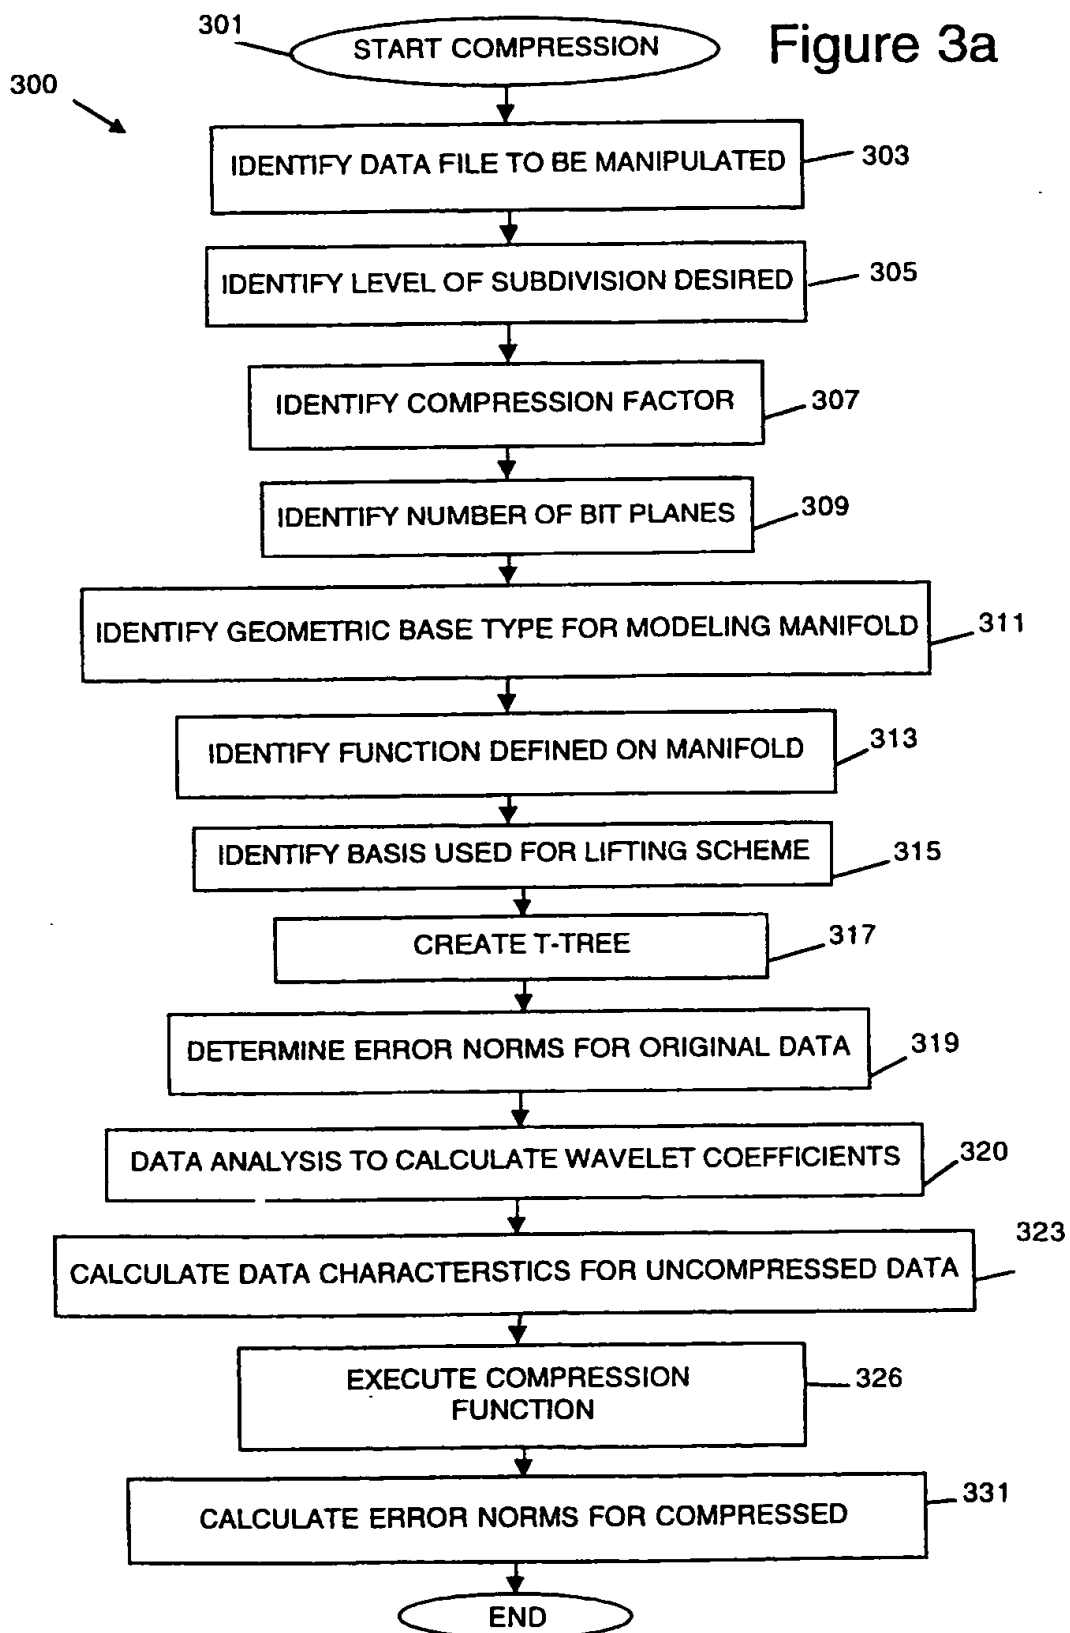 Figure 3a
300
301
START COMPRESSION
IDENTIFY DATA FILE TO BE MANIPULATED
303
IDENTIFY LEVEL OF SUBDIVISION DESIRED
305
IDENTIFY COMPRESSION FACTOR
307
IDENTIFY NUMBER OF BIT PLANES
309
IDENTIFY GEOMETRIC BASE TYPE FOR MODELING MANIFOLD
311
IDENTIFY FUNCTION DEFINED ON MANIFOLD
313
IDENTIFY BASIS USED FOR LIFTING SCHEME
315
CREATE T-TREE
317
DETERMINE ERROR NORMS FOR ORIGINAL DATA
319
DATA ANALYSIS TO CALCULATE WAVELET COEFFICIENTS
320
CALCULATE DATA CHARACTERSTICS FOR UNCOMPRESSED DATA
323
EXECUTE COMPRESSION
FUNCTION
326
CALCULATE ERROR NORMS FOR COMPRESSED
331
END